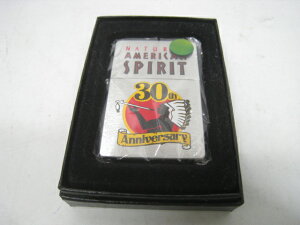 NATURAL
AMERICAN
SPIRIT
30th
Anniversary